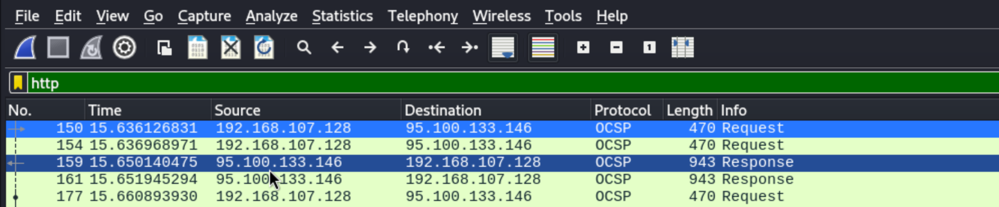 File Edit View Go Capture Analyze Statistics Telephony Wireless Tools Help
http
No. Time Source Destination Protocol Length Info
150 15.636126831 192.168.107.128 95.100.133.146 OCSP 470 Request
154 15.636968971 192.168.107.128 95.100.133.146 OCSP 470 Request
159 15.650140475 95.100.133.146 192.168.107.128 OCSP 943 Response
161 15.651945294 95.100.133.146 192.168.107.128 OCSP 943 Response
177 15.660893930 192.168.107.128 95.100.133.146 OCSP 470 Request